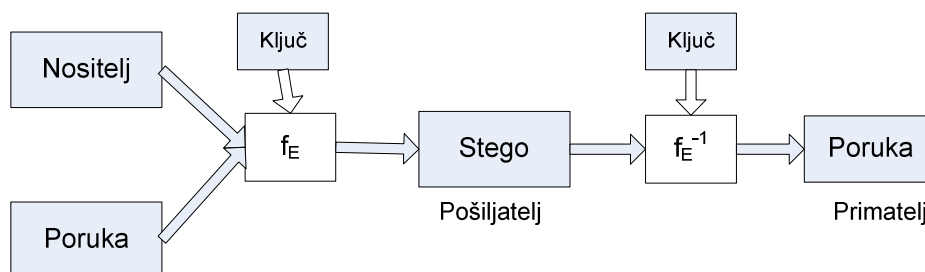 Ključ
Ključ
Nositelj
f_E
Stego
f_E^-1
Poruka
Pošiljatelj
Primatelj
Poruka